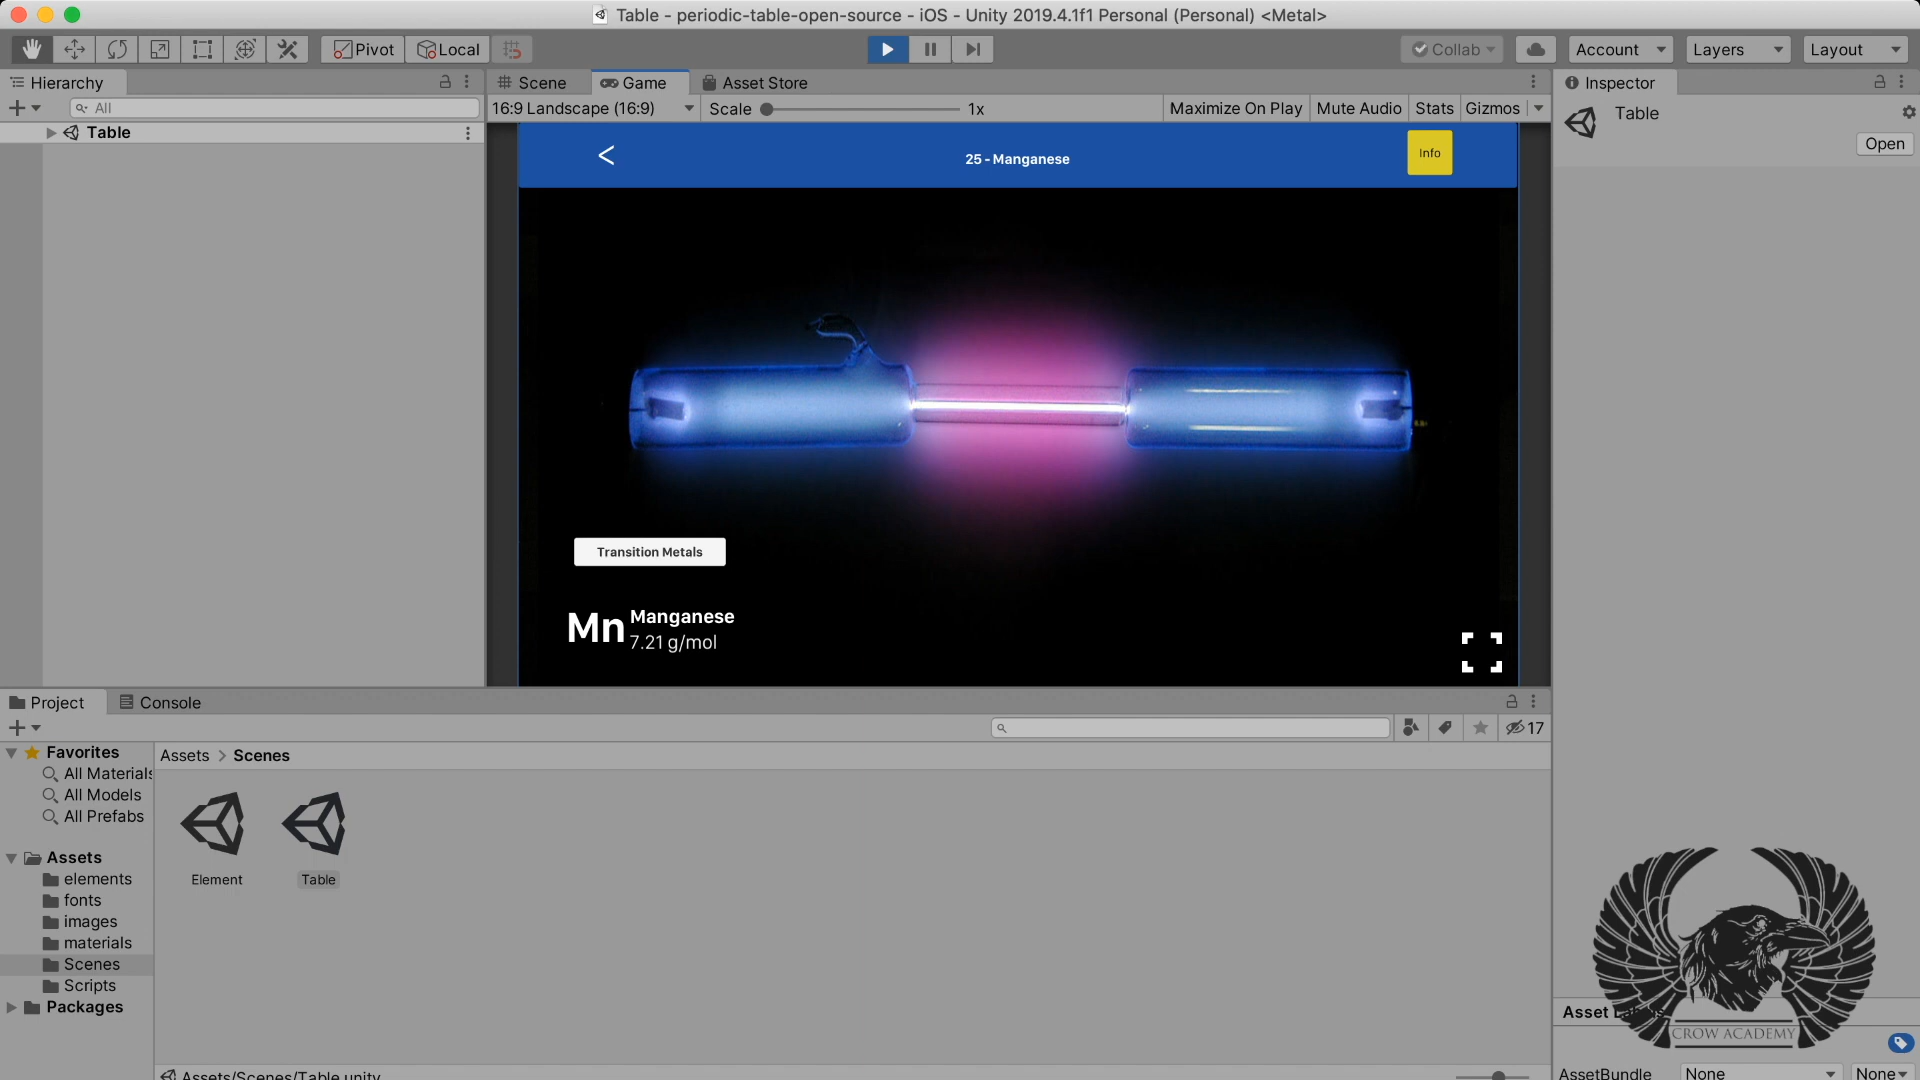 Table - periodic-table-open-source - iOS - Unity 2019.4.1f1 Personal (Personal) <Metal>
Pivot Local Collab Account Layers Layout
Hierarchy
All
Table
Scene Game Asset Store
16:9 Landscape (16:9) Scale 1x Maximize On Play Mute Audio Stats Gizmos
< 25 - Manganese Info
Transition Metals
Mn Manganese
7.21 g/mol
Inspector
Table
Open
Project Console
17
Favorites
All Materials
All Models
All Prefabs
Assets
elements
fonts
images
materials
Scenes
Scripts
Packages
Assets > Scenes
Element Table
Assets/Scenes/Table.unity
CROW ACADEMY
Asset
AssetBundle None None